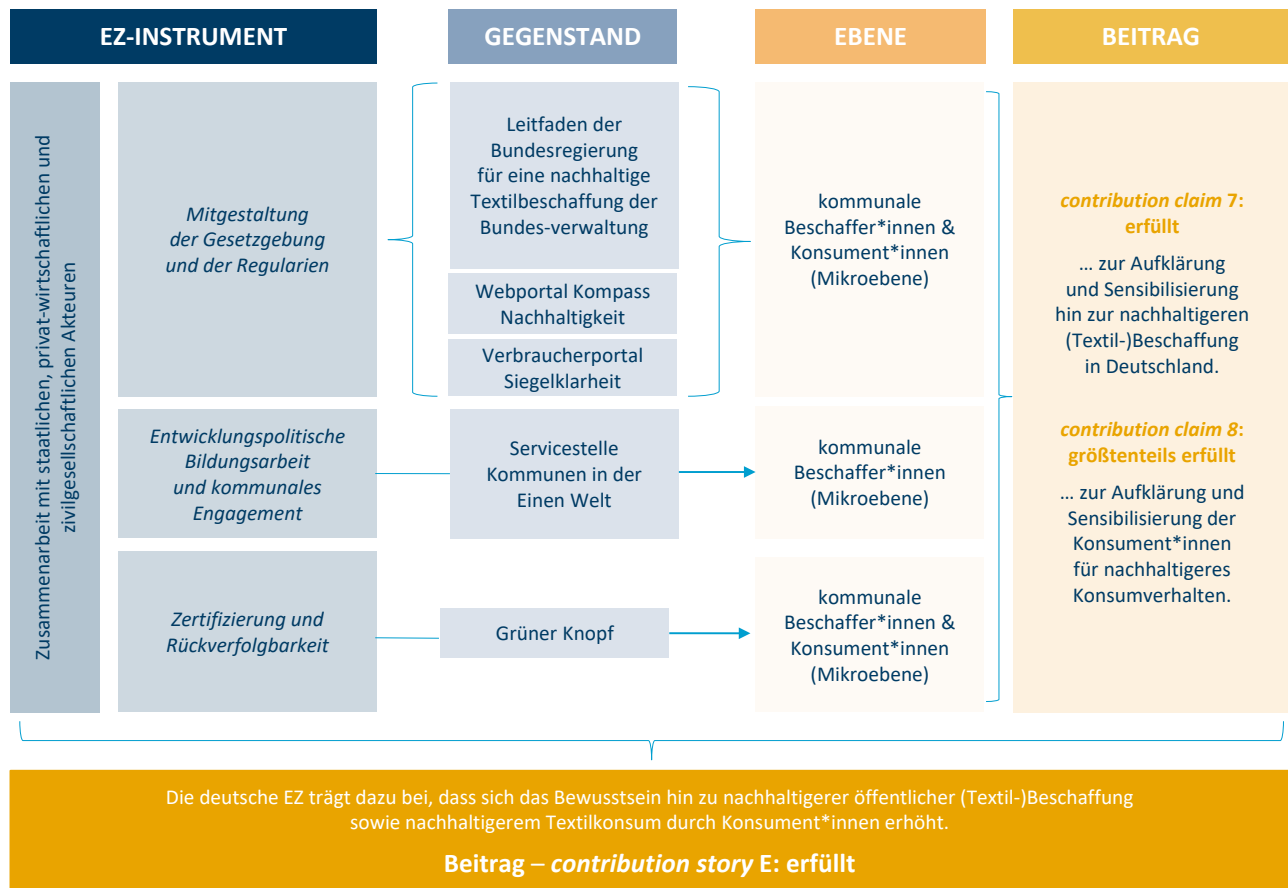 EZ-INSTRUMENT
GEGENSTAND
EBENE
BEITRAG
Zusammenarbeit mit staatlichen, privat-wirtschaftlichen und
zivilgesellschaftlichen Akteuren
Mitgestaltung
der Gesetzgebung
und der Regularien
Leitfaden der
Bundesregierung
für eine nachhaltige
Textilbeschaffung der
Bundes-verwaltung
Webportal Kompass
Nachhaltigkeit
Verbraucherportal
Siegelklarheit
kommunale
Beschaffer*innen &
Konsument*innen
(Mikroebene)
Entwicklungspolitische
Bildungsarbeit
und kommunales
Engagement
Servicestelle
Kommunen in der
Einen Welt
kommunale
Beschaffer*innen
(Mikroebene)
Zertifizierung und
Rückverfolgbarkeit
Grüner Knopf
kommunale
Beschaffer*innen &
Konsument*innen
(Mikroebene)
contribution claim 7:
erfüllt
... zur Aufklärung
und Sensibilisierung
hin zur nachhaltigeren
(Textil-)Beschaffung
in Deutschland.
contribution claim 8:
größtenteils erfüllt
... zur Aufklärung und
Sensibilisierung der
Konsument*innen
für nachhaltigeres
Konsumverhalten.
Die deutsche EZ trägt dazu bei, dass sich das Bewusstsein hin zu nachhaltigerer öffentlicher (Textil-)Beschaffung
sowie nachhaltigerem Textilkonsum durch Konsument*innen erhöht.
Beitrag – contribution story E: erfüllt